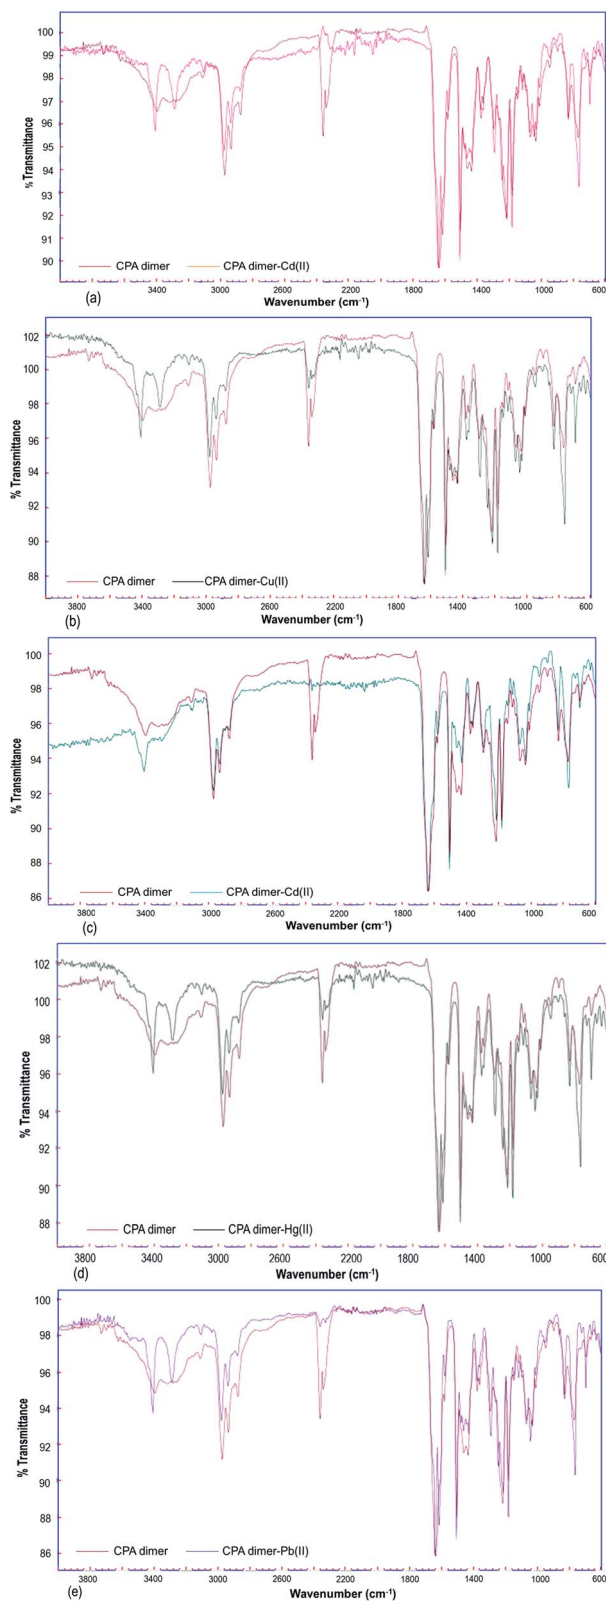 100
99
98
97
96
95
94
93
92
91
90
% Transmittance
CPA dimer CPA dimer-Cd(II)
3400 3000 2600 2200 1800 1400 1000 600
(a) Wavenumber (cm-1)
102
100
98
96
94
92
90
88
% Transmittance
CPA dimer CPA dimer-Cu(II)
3800 3400 3000 2600 2200 1800 1400 1000 600
(b) Wavenumber (cm-1)
100
98
96
94
92
90
88
86
% Transmittance
CPA dimer CPA dimer-Cd(II)
3800 3400 3000 2600 2200 1800 1400 1000 600
(c) Wavenumber (cm-1)
102
100
98
96
94
92
90
88
% Transmittance
CPA dimer CPA dimer-Hg(II)
3800 3400 3000 2600 2200 1800 1400 1000 600
(d) Wavenumber (cm-1)
100
98
96
94
92
90
88
86
% Transmittance
CPA dimer CPA dimer-Pb(II)
3800 3400 3000 2600 2200 1800 1400 1000 600
(e) Wavenumber (cm-1)